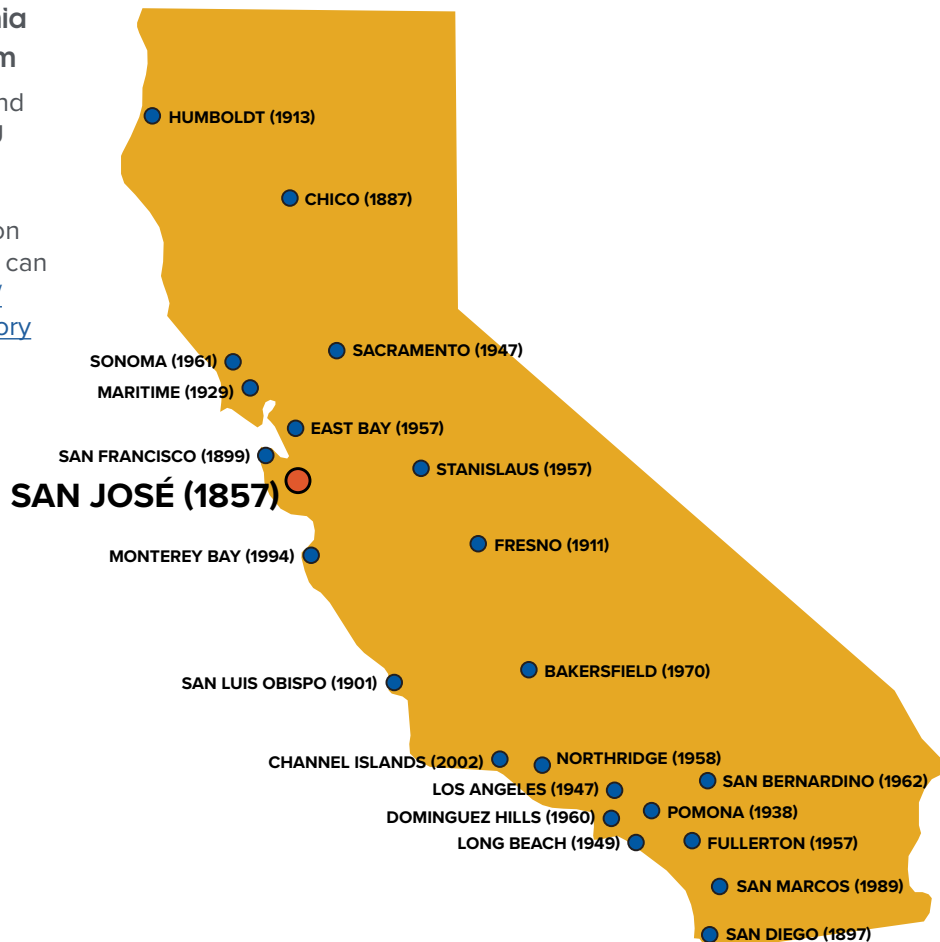 HUMBOLDT (1913)
CHICO (1887)
can
SONOMA (1961)
SACRAMENTO (1947)
MARITIME (1929)
EAST BAY (1957)
SAN FRANCISCO (1899)
STANISLAUS (1957)
SAN JOSÉ (1857)
FRESNO (1911)
MONTEREY BAY (1994)
BAKERSFIELD (1970)
SAN LUIS OBISPO (1901)
CHANNEL ISLANDS (2002)
NORTHRIDGE (1958)
SAN BERNARDINO (1962)
LOS ANGELES (1947)
POMONA (1938)
DOMINGUEZ HILLS (1960)
LONG BEACH (1949)
FULLERTON (1957)
SAN MARCOS (1989)
SAN DIEGO (1897)